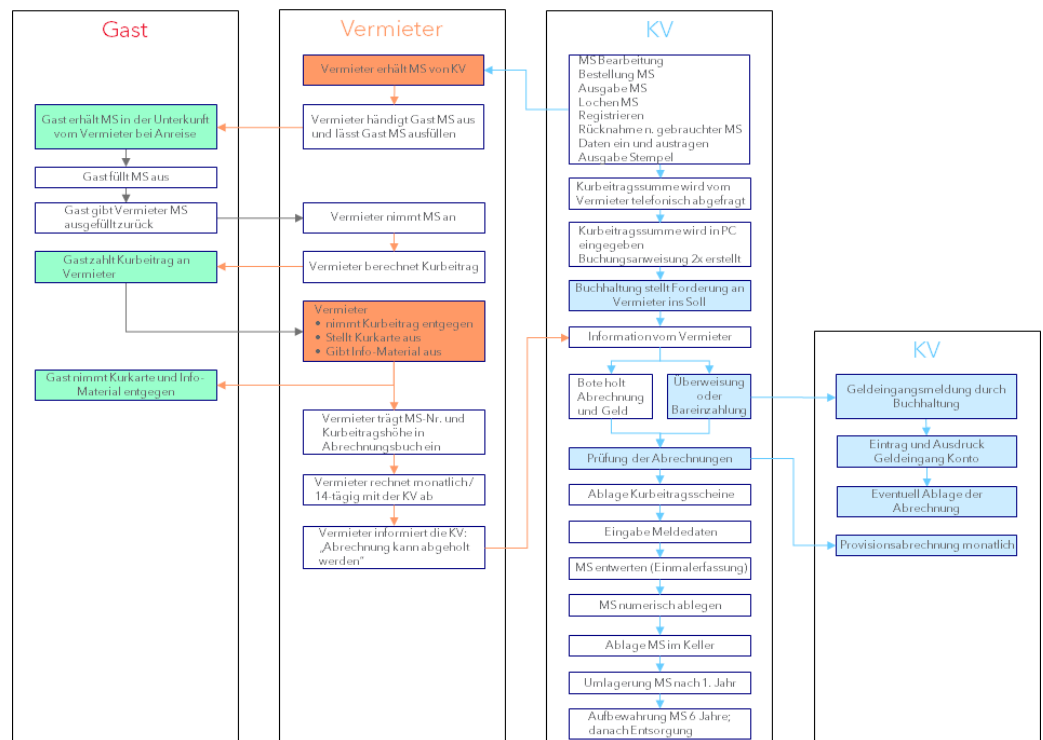 Gast
Gast erhält MS in der Unterkunft
vom Vermieter bei Anreise
Gast füllt MS aus
Gast gibt Vermieter MS
ausgefüllt zurück
Gast zahlt Kurbeitrag an
Vermieter
Gast nimmt Kurkarte und Info-
Material entgegen
Vermieter
Vermieter erhält MS von KV
Vermieter händigt Gast MS aus
und lässt Gast MS ausfüllen
Vermieter nimmt MS an
Vermieter berechnet Kurbeitrag
Vermieter
• nimmt Kurbeitrag entgegen
• Stellt Kurkarte aus
• Gibt Info-Material aus
Vermieter trägt MS-Nr. und
Kurbeitragshöhe in
Abrechnungsbuch ein
Vermieter rechnet monatlich/
14-tägig mit der KV ab
Vermieter informiert die KV:
„Abrechnung kann abgeholt
werden“
KV
MS Bearbeitung
Bestellung MS
Ausgabe MS
Lochen MS
Registrieren
Rücknahme n. gebrauchter MS
Daten ein und austragen
Ausgabe Stempel
Kurbeitragssumme wird vom
Vermieter telefonisch abgefragt
Kurbeitragssumme wird in PC
eingegeben
Buchungsanweisung 2x erstellt
Buchhaltung stellt Forderung an
Vermieter ins Soll
Information vom Vermieter
Bote holt
Abrechnung
und Geld
Überweisung
oder
Bareinzahlung
Prüfung der Abrechnungen
Ablage Kurbeitragsscheine
Eingabe Meldedaten
MS entwerten (Einmalerfassung)
MS numerisch ablegen
Ablage MS im Keller
Umlagerung MS nach 1. Jahr
Aufbewahrung MS 6 Jahre;
danach Entsorgung
KV
Geldeingangsmeldung durch
Buchhaltung
Eintrag und Ausdruck
Geldeingang Konto
Eventuell Ablage der
Abrechnung
Provisionsabrechnung monatlich